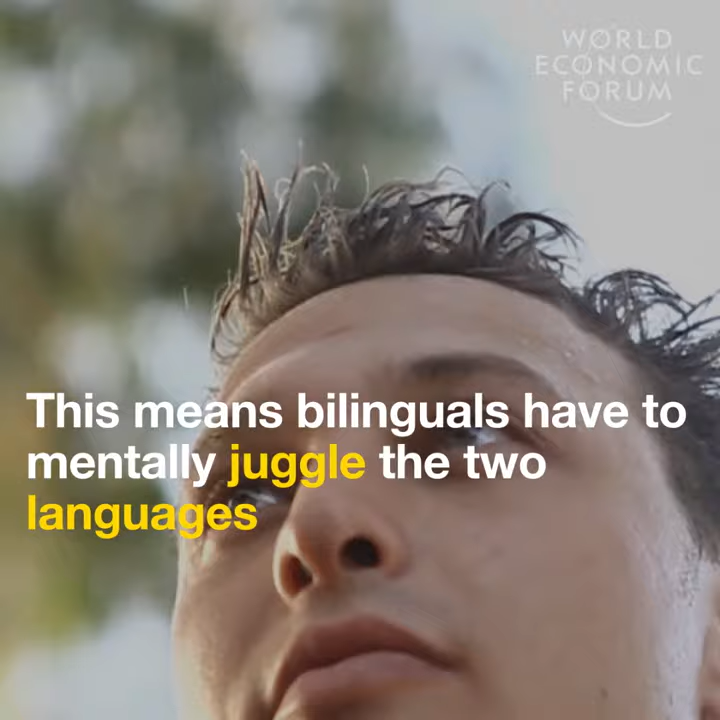 WORLD
ECONOMIC
FORUM
This means bilinguals have to
mentally juggle the two
languages